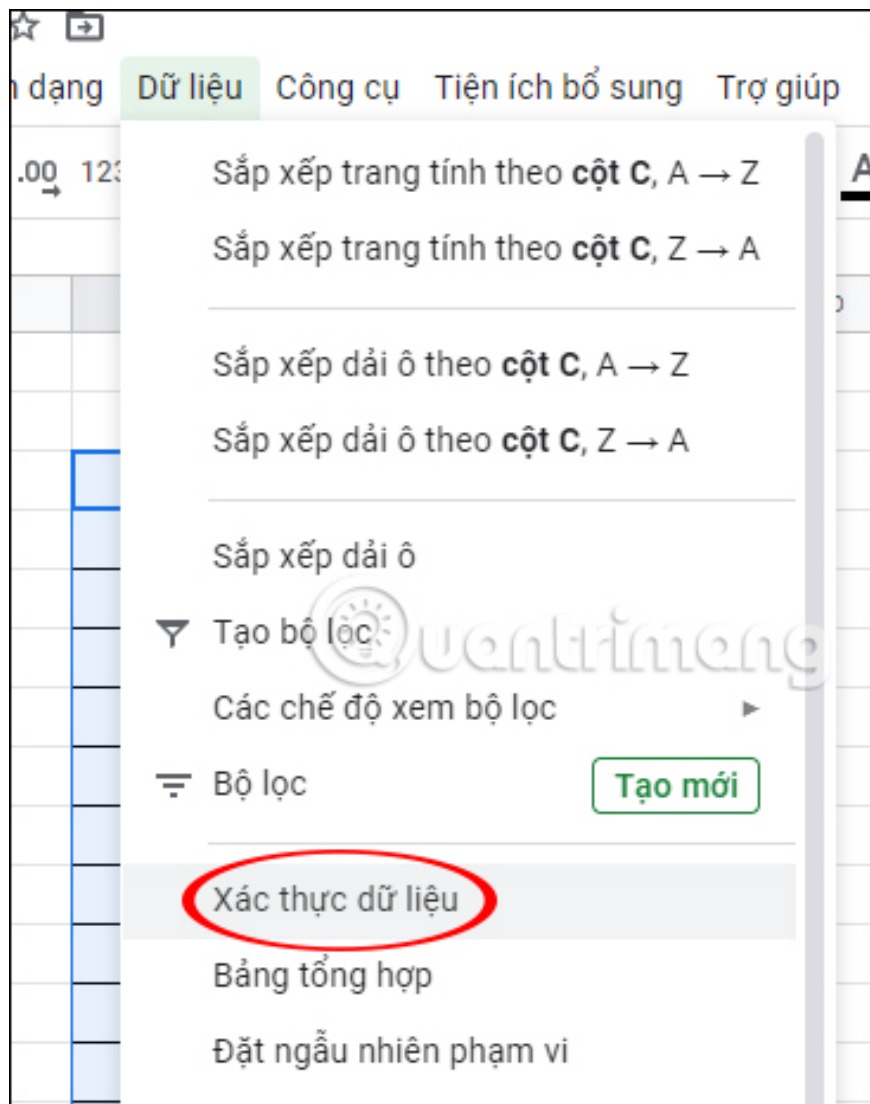 dạng Dữ liệu Công cụ Tiện ích bổ sung Trợ giúp
.00 123 A
Sắp xếp trang tính theo cột C, A → Z
Sắp xếp trang tính theo cột C, Z → A
Sắp xếp dải ô theo cột C, A → Z
Sắp xếp dải ô theo cột C, Z → A
Sắp xếp dải ô
Tạo bộ lọc
Quantrimang
Các chế độ xem bộ lọc
Bộ lọc Tạo mới
Xác thực dữ liệu
Bảng tổng hợp
Đặt ngẫu nhiên phạm vi